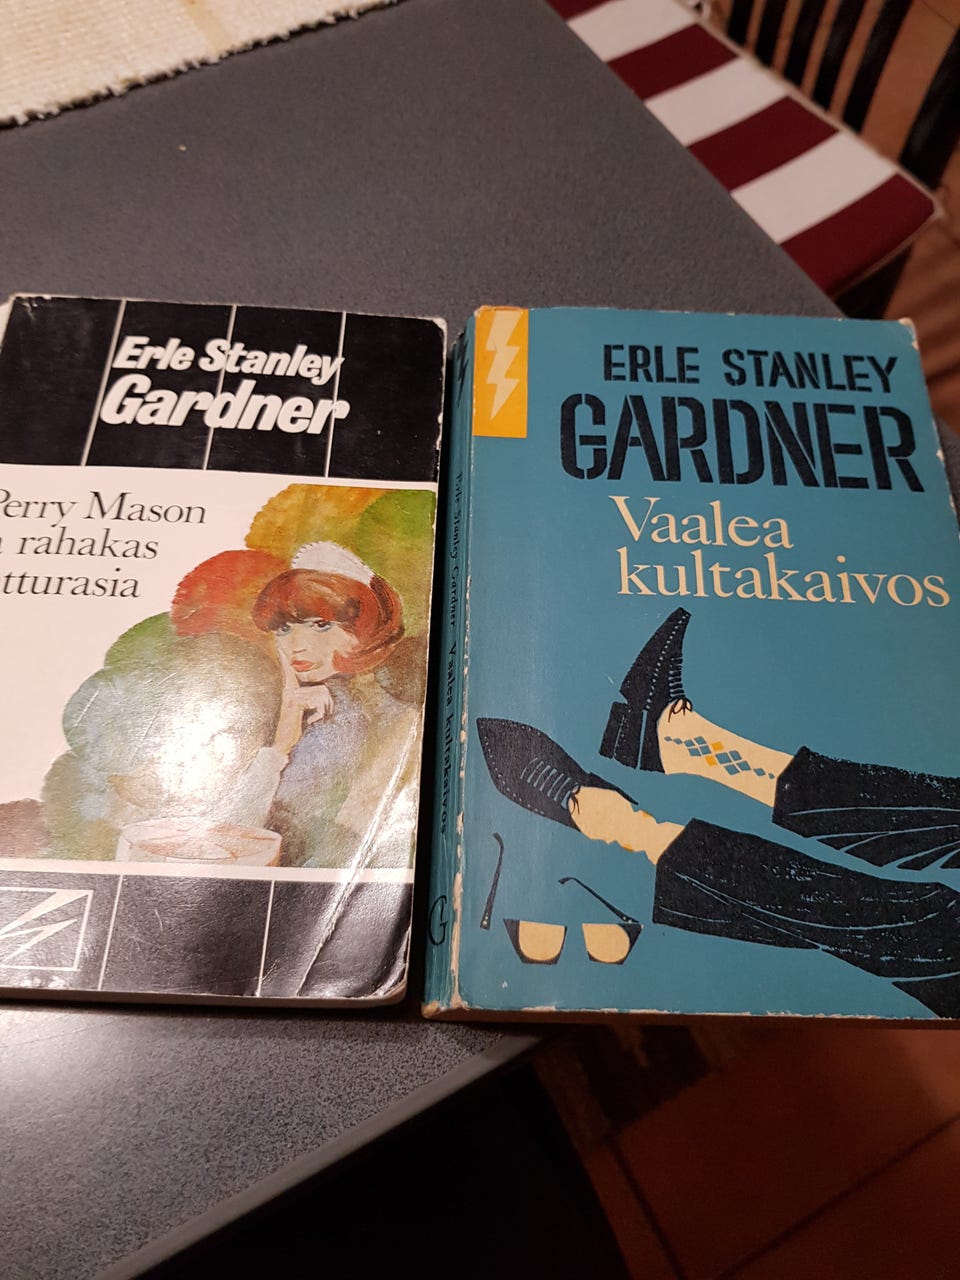 Erle Stanley
Gardner
Perry Mason
rahakas
tturasia
ERLE STANLEY
GARDNER
Vaalea
kultakaivos
Erle Stanley Gardner Vaalea kultakaivos
G